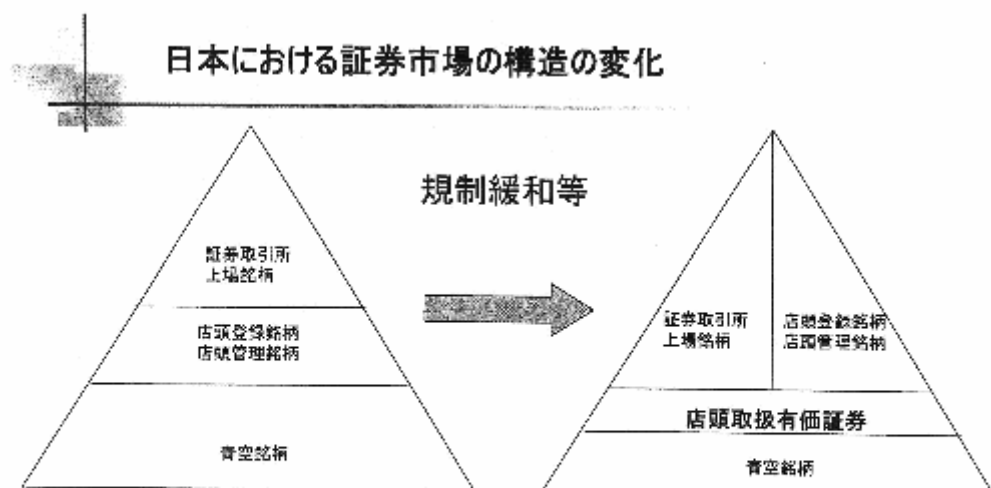 日本における証券市場の構造の変化
規制緩和等
証券取引所
上場銘柄
店頭登録銘柄
店頭管理銘柄
青空銘柄
証券取引所
上場銘柄
店頭登録銘柄
店頭管理銘柄
店頭取扱有価証券
青空銘柄